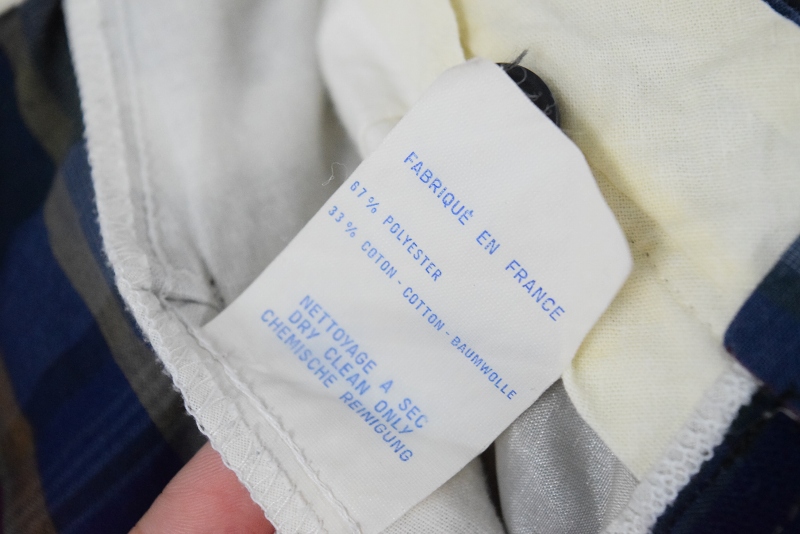 FABRIQUÉ EN FRANCE
67% POLYESTER
33% COTON - COTTON - BAUMWOLLE
NETTOYAGE A SEC
DRY CLEAN ONLY
CHEMISCHE REINIGUNG